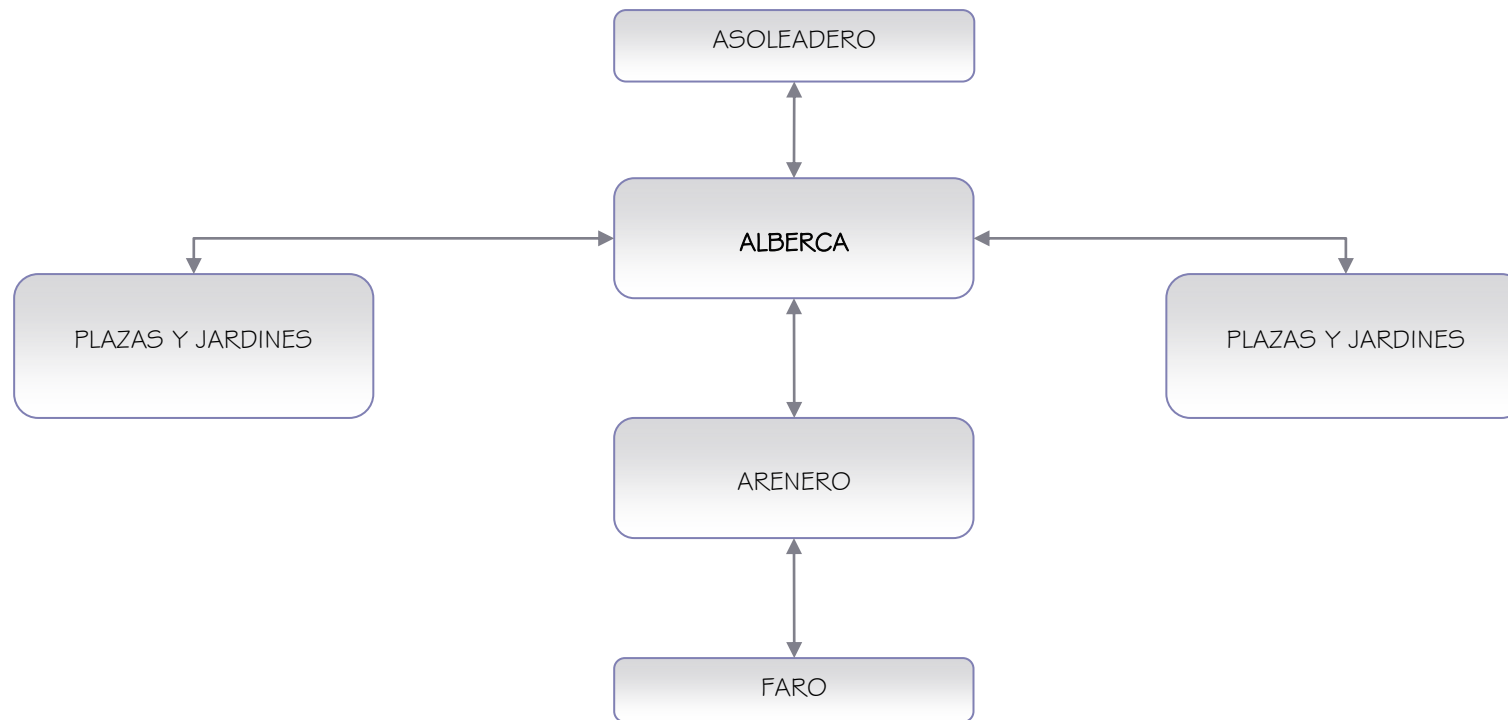 ASOLEADERO
ALBERCA
PLAZAS Y JARDINES
PLAZAS Y JARDINES
ARENERO
FARO